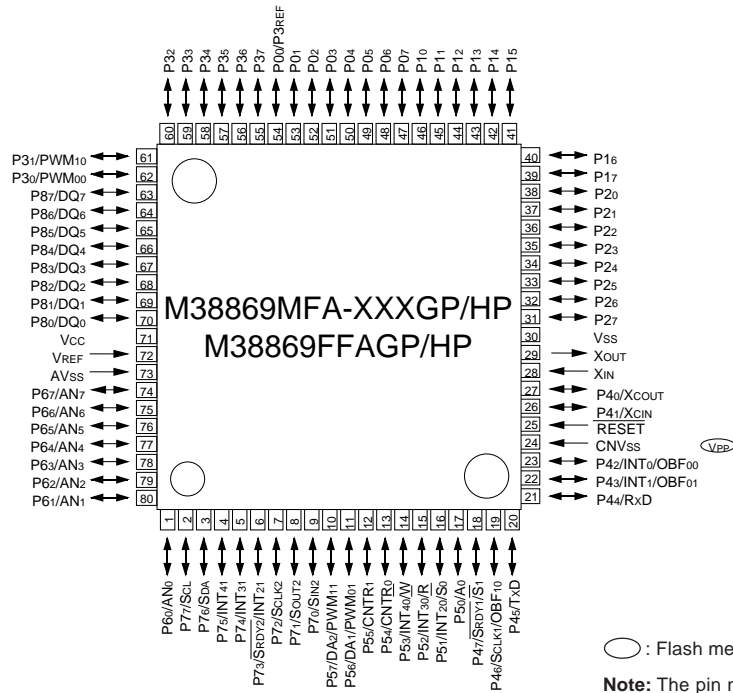 P32
P33
P34
P35
P36
P37
P00/P3REF
P01
P02
P03
P04
P05
P06
P07
P10
P11
P12
P13
P14
P15
60
59
58
57
56
55
54
53
52
51
50
49
48
47
46
45
44
43
42
41
P31/PWM10 61
P30/PWM00 62
P87/DQ7 63
P86/DQ6 64
P85/DQ5 65
P84/DQ4 66
P83/DQ3 67
P82/DQ2 68
P81/DQ1 69
P80/DQ0 70
VCC 71
VREF 72
AVSS 73
P67/AN7 74
P66/AN6 75
P65/AN5 76
P64/AN4 77
P63/AN3 78
P62/AN2 79
P61/AN1 80
M38869MFA-XXXGP/HP
M38869FFAGP/HP
40 P16
39 P17
38 P20
37 P21
36 P22
35 P23
34 P24
33 P25
32 P26
31 P27
30 VSS
29 XOUT
28 XIN
27 P40/XCOUT
26 P41/XCIN
25 RESET
24 CNVSS VPP
23 P42/INT0/OBF00
22 P43/INT1/OBF01
21 P44/RXD
1
2
3
4
5
6
7
8
9
10
11
12
13
14
15
16
17
18
19
20
P60/AN0
P77/SCL
P76/SDA
P75/INT41
P74/INT31
P73/SRDY2/INT21
P72/SCLK2
P71/SOUT2
P70/SIN2
P57/DA2/PWM11
P56/DA1/PWM01
P55/CNTR1
P54/CNTR0
P53/INT40/W
P52/INT30/R
P51/INT20/S0
P50/A0
P47/SRDY1/S1
P46/SCLK1/OBF10
P45/TXD
: Flash me
Note: The pin n